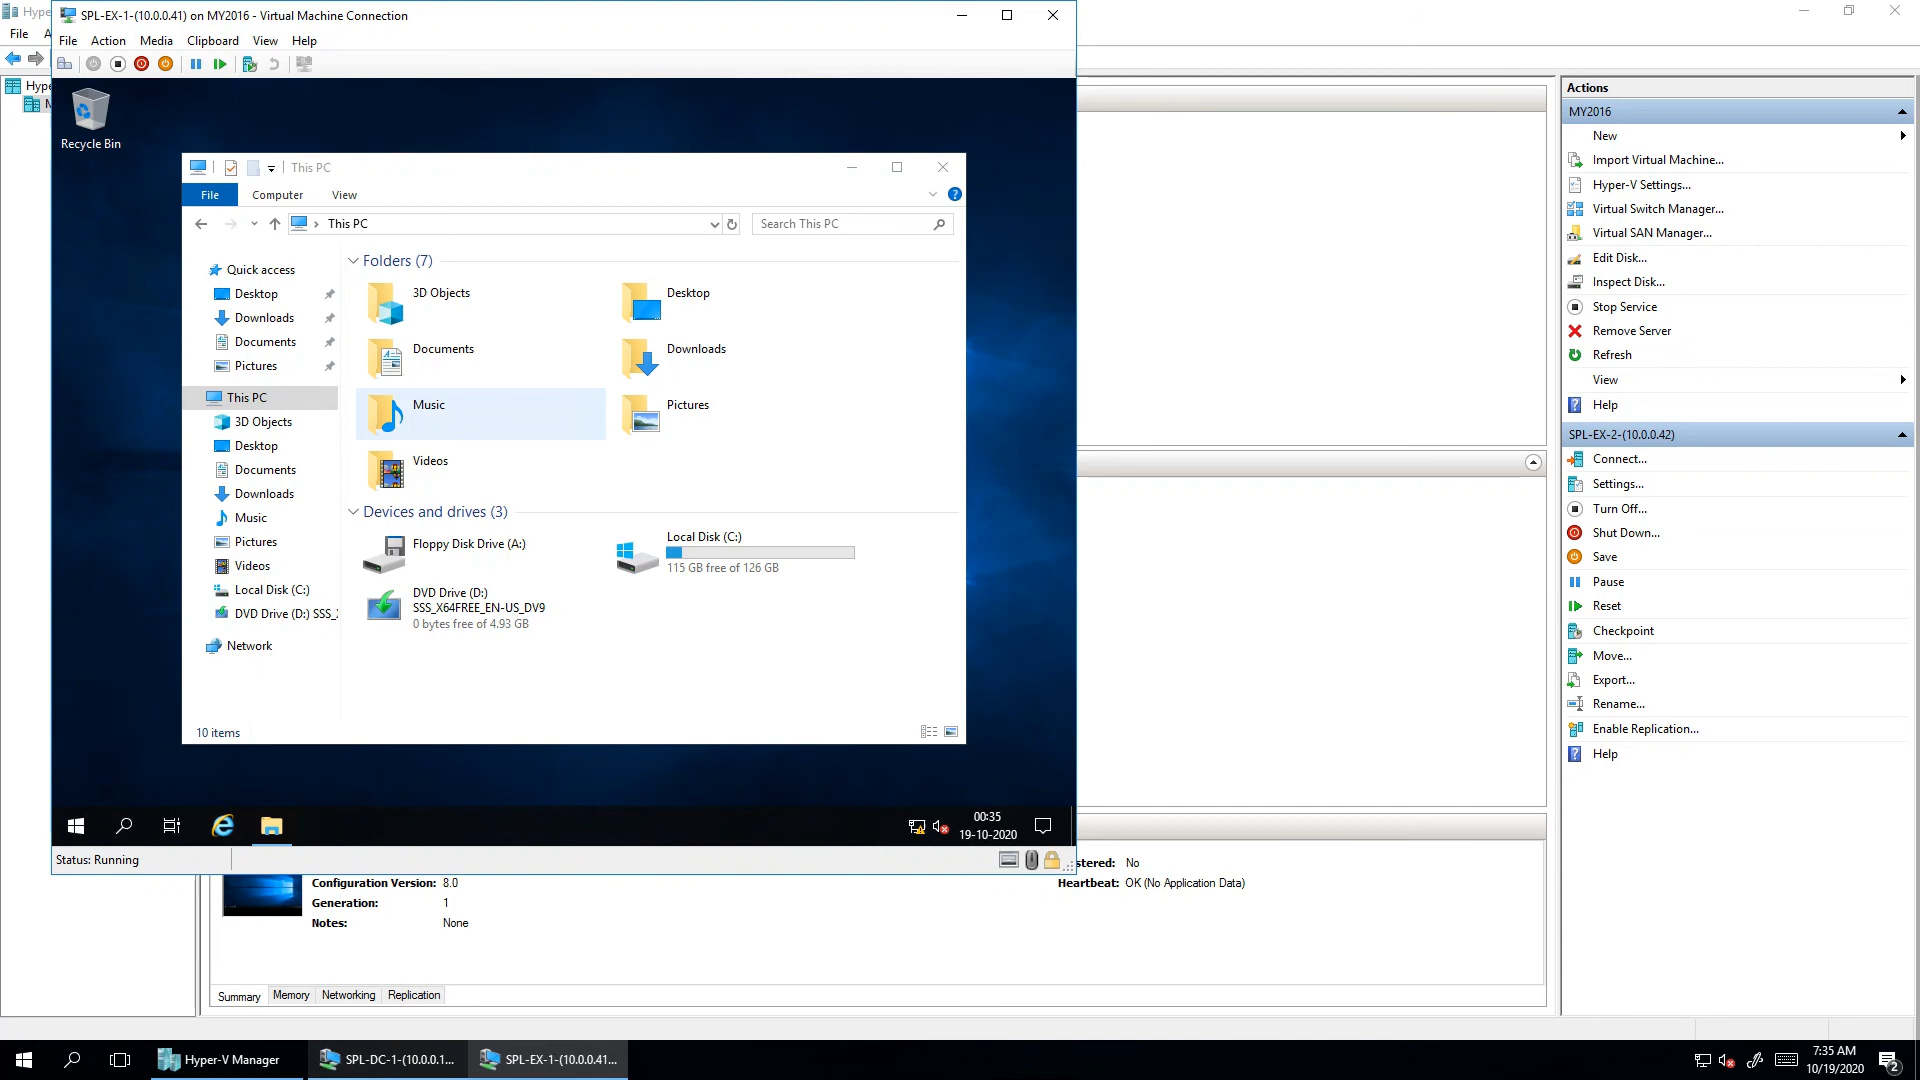 Hype
SPL-EX-1-(10.0.0.41) on MY2016 - Virtual Machine Connection
File
A
File Action Media Clipboard View Help
Hype
M
Recycle Bin
This PC
File Computer View
This PC
Search This PC
Quick access
Desktop
Downloads
Documents
Pictures
This PC
3D Objects
Desktop
Documents
Downloads
Music
Pictures
Videos
Local Disk (C:)
DVD Drive (D:) SSS_
Network
Folders (7)
3D Objects
Desktop
Documents
Downloads
Music
Pictures
Videos
Devices and drives (3)
Floppy Disk Drive (A:)
Local Disk (C:)
115 GB free of 126 GB
DVD Drive (D:)
SSS_X64FREE_EN-US_DV9
0 bytes free of 4.93 GB
10 items
00:35
19-10-2020
Status: Running
stered: No
Configuration Version: 8.0
Heartbeat: OK (No Application Data)
Generation: 1
Notes: None
Summary Memory Networking Replication
Actions
MY2016
New
Import Virtual Machine...
Hyper-V Settings...
Virtual Switch Manager...
Virtual SAN Manager...
Edit Disk...
Inspect Disk...
Stop Service
Remove Server
Refresh
View
Help
SPL-EX-2-(10.0.0.42)
Connect...
Settings...
Turn Off...
Shut Down...
Save
Pause
Reset
Checkpoint
Move...
Export...
Rename...
Enable Replication...
Help
Hyper-V Manager
SPL-DC-1-(10.0.0.1...
SPL-EX-1-(10.0.0.41...
7:35 AM
10/19/2020
2